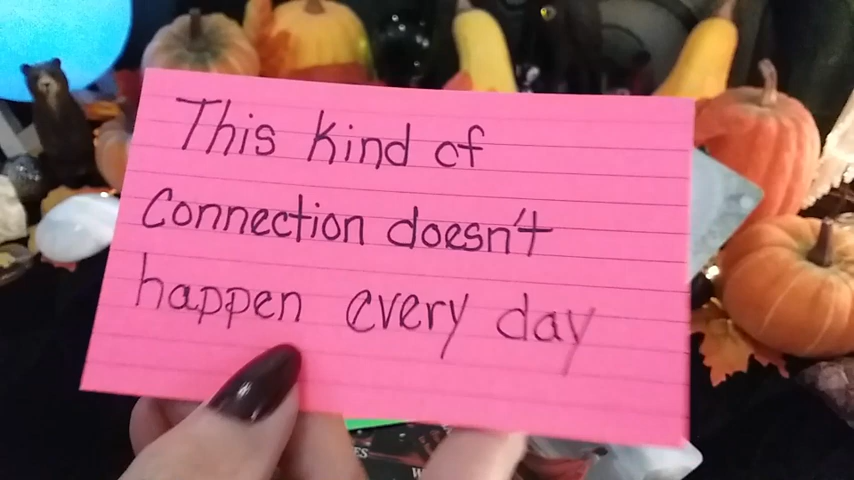 This kind of
Connection doesn't
happen every day